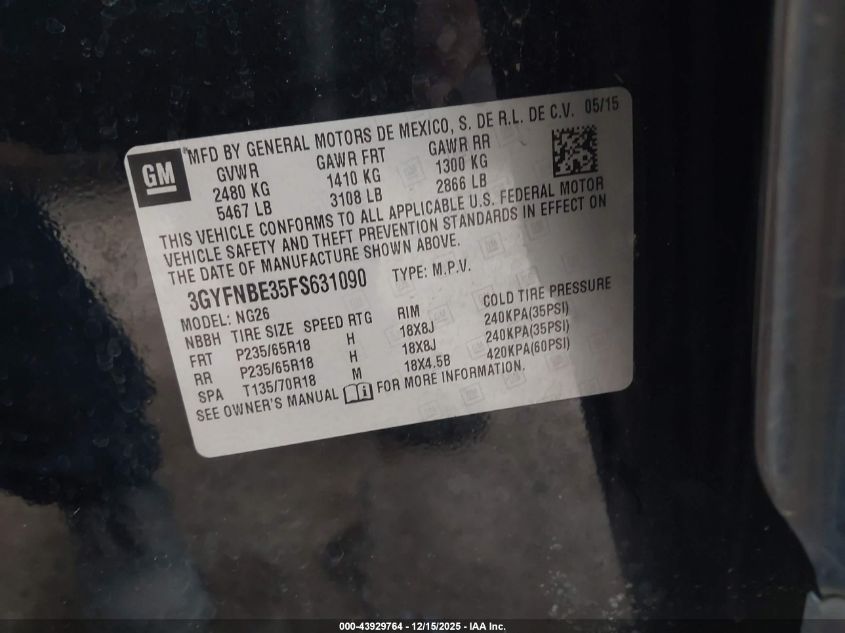 GM
®MFD BY GENERAL MOTORS DE MEXICO, S. DE R.L. DE C.V. 05/15
GVWR GAWR FRT GAWR RR
2480 KG 1410 KG 1300 KG
5467 LB 3108 LB 2866 LB
THIS VEHICLE CONFORMS TO ALL APPLICABLE U.S. FEDERAL MOTOR
VEHICLE SAFETY AND THEFT PREVENTION STANDARDS IN EFFECT ON
THE DATE OF MANUFACTURE SHOWN ABOVE.
3GYFNBE35FS631090 TYPE: M.P.V.
MODEL: NG26
NBBH TIRE SIZE SPEED RTG RIM COLD TIRE PRESSURE
FRT P235/65R18 H 18X8J 240KPA(35PSI)
RR P235/65R18 H 18X8J 240KPA(35PSI)
SPA T135/70R18 M 18X4.5B 420KPA(60PSI)
SEE OWNER'S MANUAL FOR MORE INFORMATION.
000-43929764 - 12/15/2025 - IAA Inc.